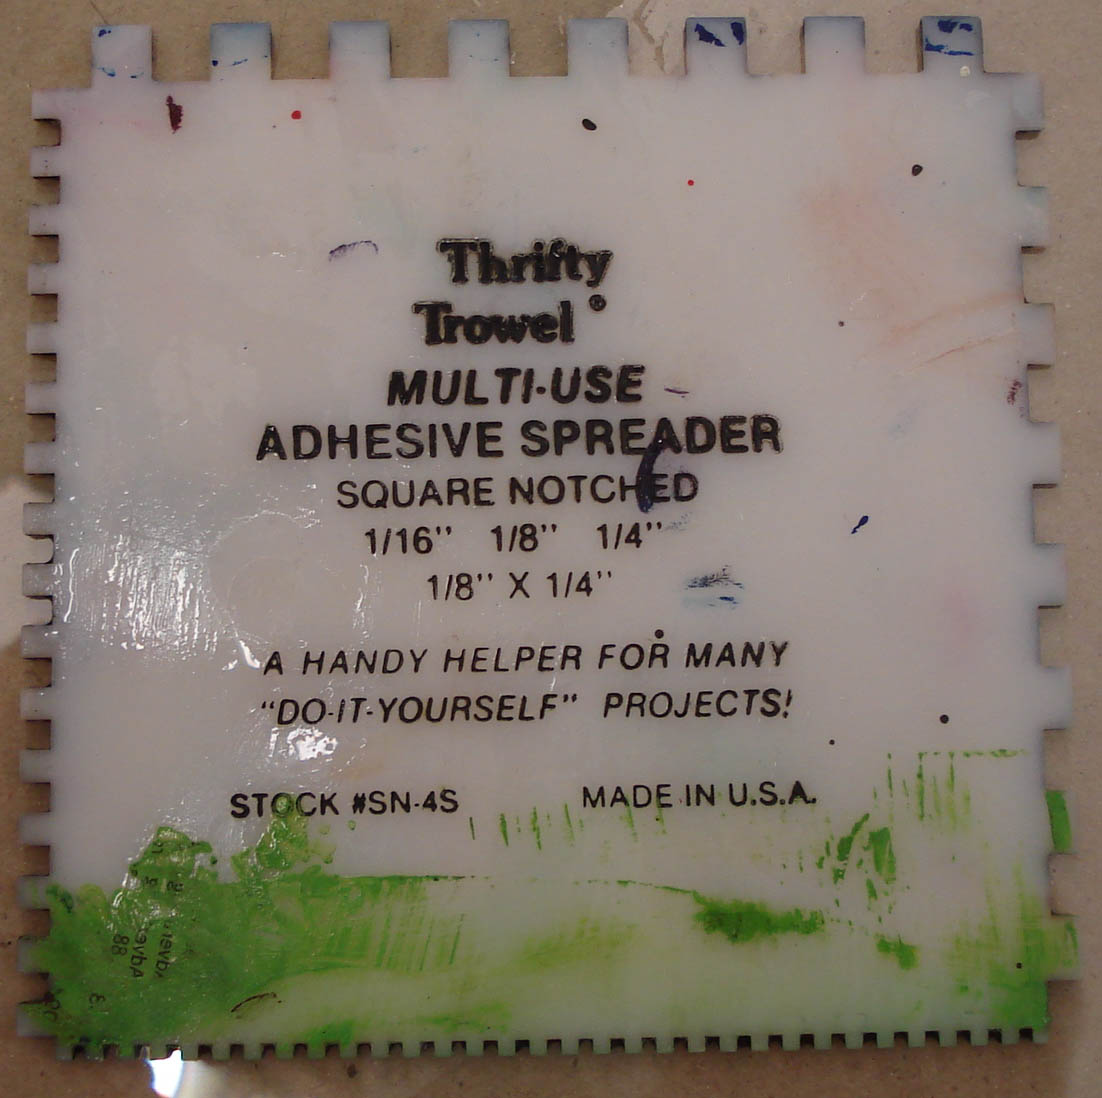 Thrifty
Trowel®
MULTI-USE
ADHESIVE SPREADER
SQUARE NOTCHED
1/16" 1/8" 1/4"
1/8" X 1/4"
A HANDY HELPER FOR MANY
"DO-IT-YOURSELF" PROJECTS!
STOCK #SN-4S MADE IN U.S.A.
88